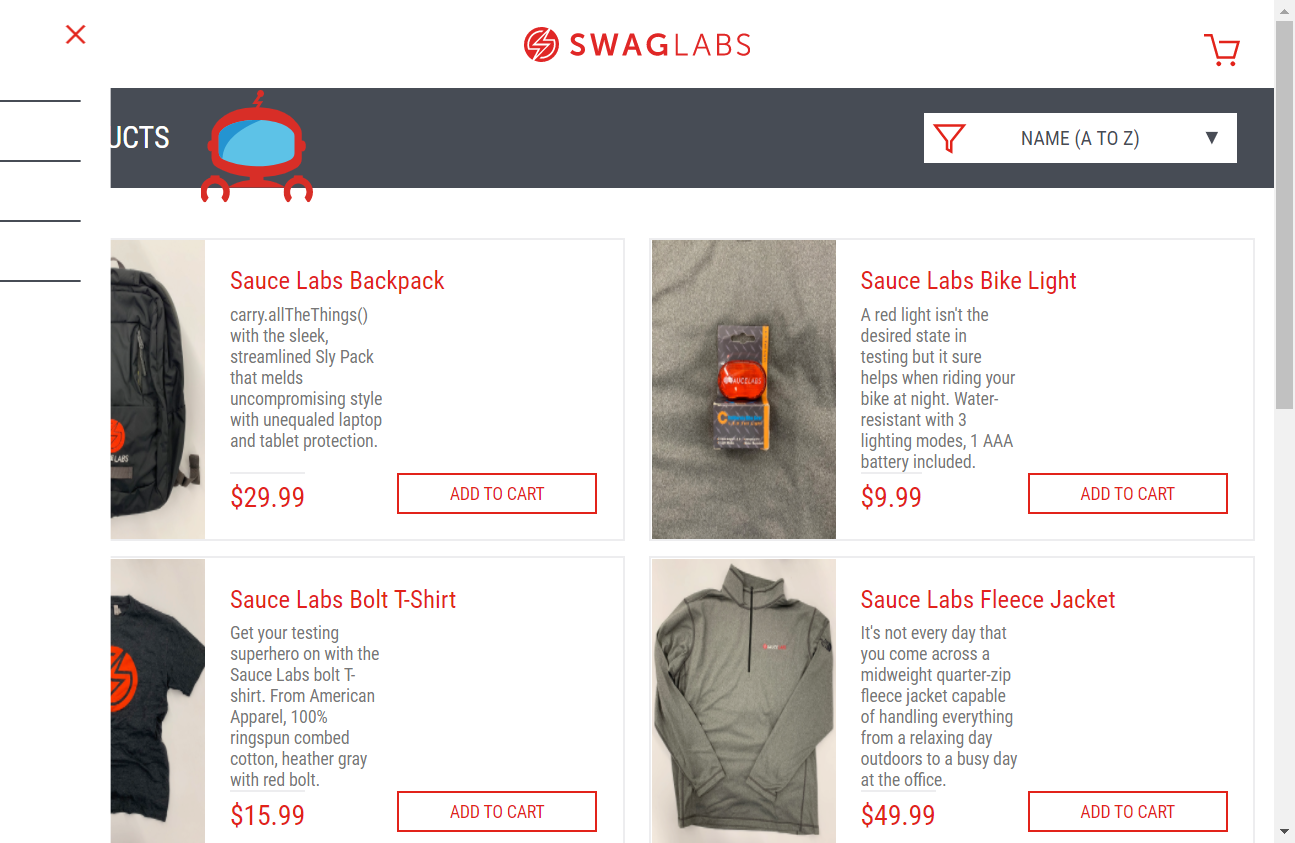 SWAGLABS
UCTS
NAME (A TO Z)
Sauce Labs Backpack
carry.allTheThings()
with the sleek,
streamlined Sly Pack
that melds
uncompromising style
with unequaled laptop
and tablet protection.
$29.99
ADD TO CART
Sauce Labs Bike Light
A red light isn't the
desired state in
testing but it sure
helps when riding your
bike at night. Water-
resistant with 3
lighting modes, 1 AAA
battery included.
$9.99
ADD TO CART
Sauce Labs Bolt T-Shirt
Get your testing
superhero on with the
Sauce Labs bolt T-
shirt. From American
Apparel, 100%
ringspun combed
cotton, heather gray
with red bolt.
$15.99
ADD TO CART
Sauce Labs Fleece Jacket
It's not every day that
you come across a
midweight quarter-zip
fleece jacket capable
of handling everything
from a relaxing day
outdoors to a busy day
at the office.
$49.99
ADD TO CART